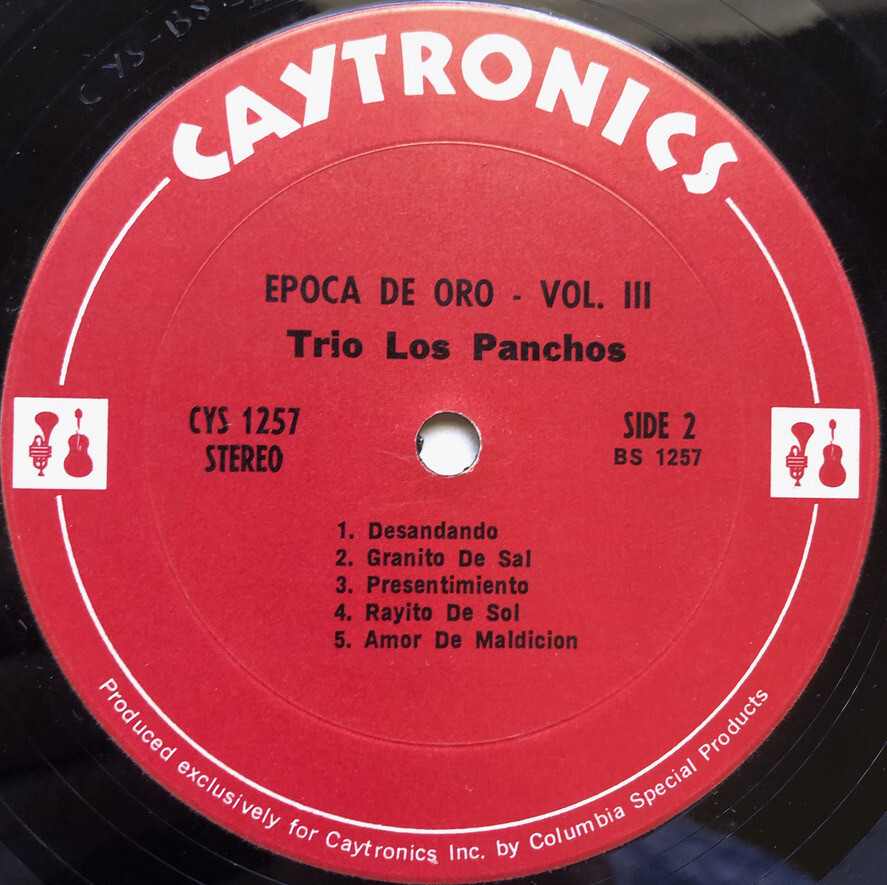 CAYTRONICS
EPOCA DE ORO - VOL. III
Trio Los Panchos
CYS 1257
STEREO
SIDE 2
BS 1257
1. Desandando
2. Granito De Sal
3. Presentimiento
4. Rayito De Sol
5. Amor De Maldicion
Produced exclusively for Caytronics Inc. by Columbia Special Products